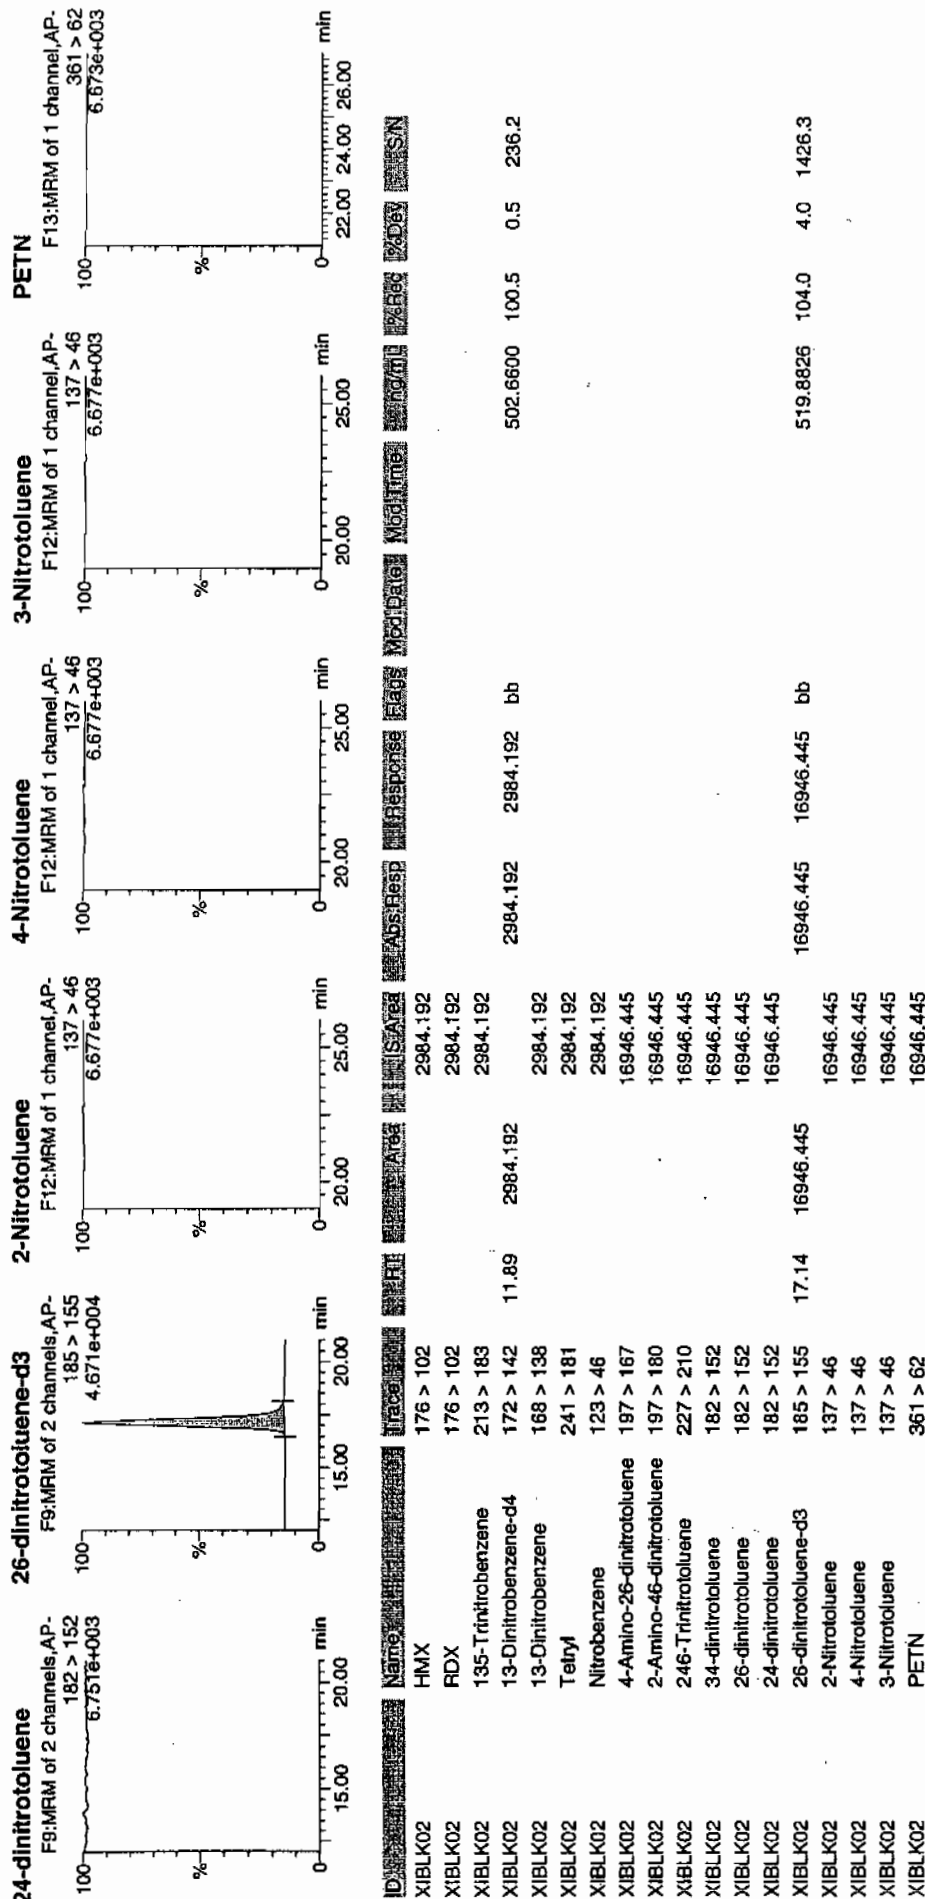 24-dinitrotoluene
F9:MRM of 2 channels,AP-
182 > 152
6.751e+003
100
%
0
15.00 20.00 min
26-dinitrotoluene-d3
F9:MRM of 2 channels,AP-
185 > 155
4.671e+004
100
%
0
15.00 20.00 min
2-Nitrotoluene
F12:MRM of 1 channel,AP-
137 > 46
6.677e+003
100
%
0
20.00 25.00 min
4-Nitrotoluene
F12:MRM of 1 channel,AP-
137 > 46
6.677e+003
100
%
0
20.00 25.00 min
3-Nitrotoluene
F12:MRM of 1 channel,AP-
137 > 46
6.677e+003
100
%
0
20.00 25.00 min
PETN
F13:MRM of 1 channel,AP-
361 > 62
6.673e+003
100
%
0
22.00 24.00 26.00 min
ID Name Trace RT Area IS Area Abs.Resp Response Flags Mod.Date Mod.Time ng/mL %Rec %Dev S/N
XIBLK02 HMX 176 > 102 2984.192
XIBLK02 RDX 176 > 102 2984.192
XIBLK02 135-Trinitrobenzene 213 > 183 2984.192
XIBLK02 13-Dinitrobenzene-d4 172 > 142 11.89 2984.192 2984.192 2984.192 bb 502.6600 100.5 0.5 236.2
XIBLK02 13-Dinitrobenzene 168 > 138 2984.192
XIBLK02 Tetryl 241 > 181 2984.192
XIBLK02 Nitrobenzene 123 > 46 2984.192
XIBLK02 4-Amino-26-dinitrotoluene 197 > 167 16946.445
XIBLK02 2-Amino-46-dinitrotoluene 197 > 180 16946.445
XIBLK02 246-Trinitrotoluene 227 > 210 16946.445
XIBLK02 34-dinitrotoluene 182 > 152 16946.445
XIBLK02 26-dinitrotoluene 182 > 152 16946.445
XIBLK02 24-dinitrotoluene 182 > 152 16946.445
XIBLK02 26-dinitrotoluene-d3 185 > 155 17.14 16946.445 16946.445 16946.445 bb 519.8826 104.0 4.0 1426.3
XIBLK02 2-Nitrotoluene 137 > 46 16946.445
XIBLK02 4-Nitrotoluene 137 > 46 16946.445
XIBLK02 3-Nitrotoluene 137 > 46 16946.445
XIBLK02 PETN 361 > 62 16946.445